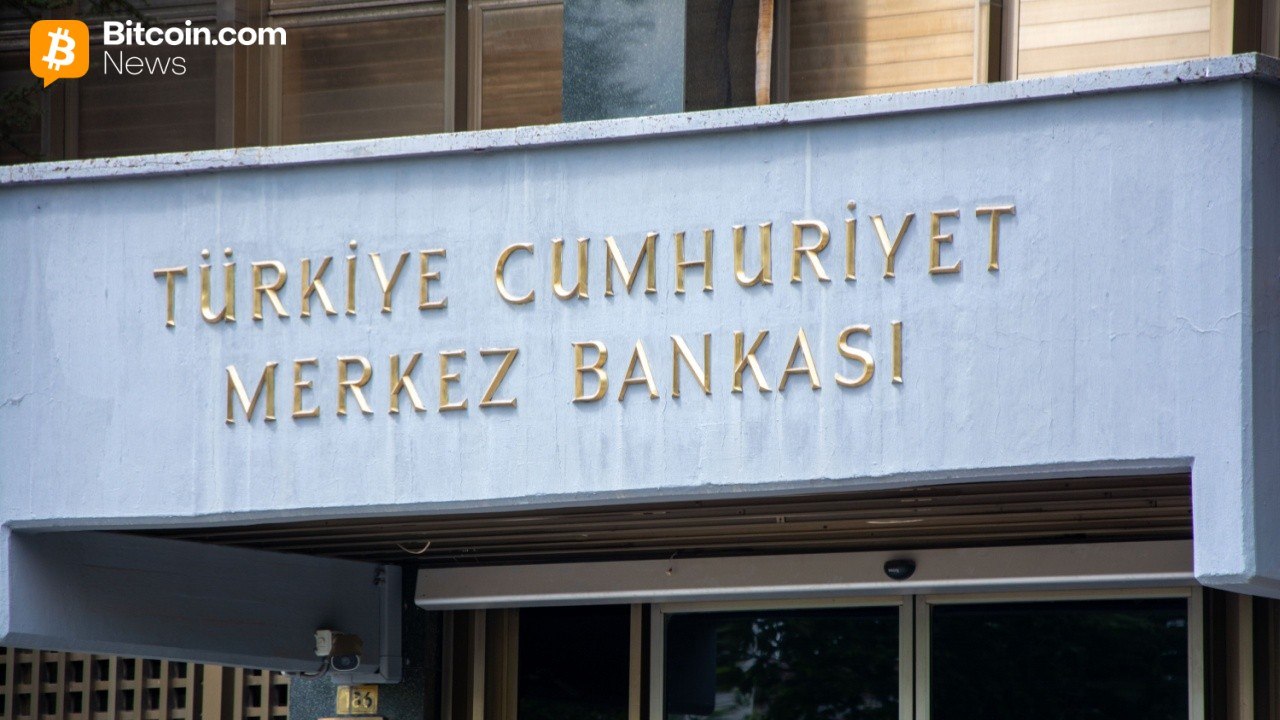 Bitcoin.com
News
TÜRKİYE CUMHURİYET
MERKEZ BANKASI